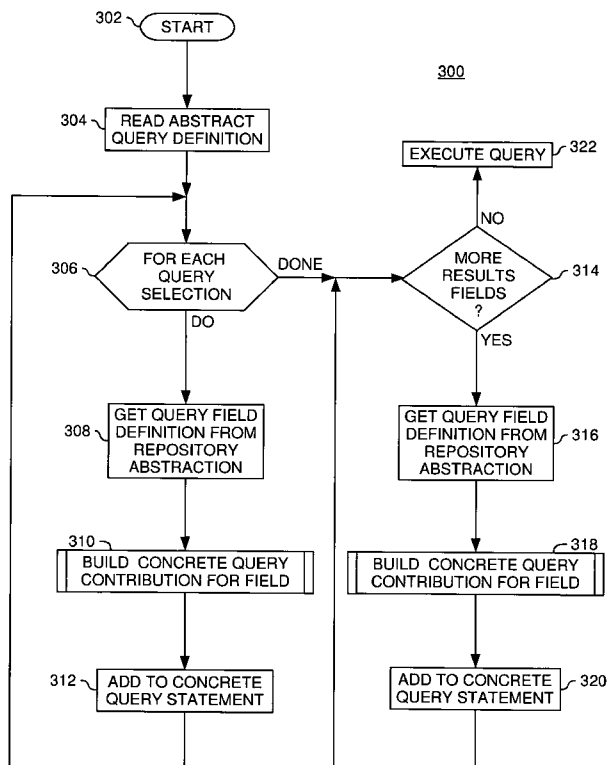 302
START
300
304
READ ABSTRACT
QUERY DEFINITION
EXECUTE QUERY
322
NO
306
FOR EACH
QUERY
SELECTION
DONE
MORE
RESULTS
FIELDS
?
314
DO
YES
308
GET QUERY FIELD
DEFINITION FROM
REPOSITORY
ABSTRACTION
GET QUERY FIELD
DEFINITION FROM
REPOSITORY
ABSTRACTION
316
310
BUILD CONCRETE QUERY
CONTRIBUTION FOR FIELD
318
BUILD CONCRETE QUERY
CONTRIBUTION FOR FIELD
312
ADD TO CONCRETE
QUERY STATEMENT
ADD TO CONCRETE
QUERY STATEMENT
320